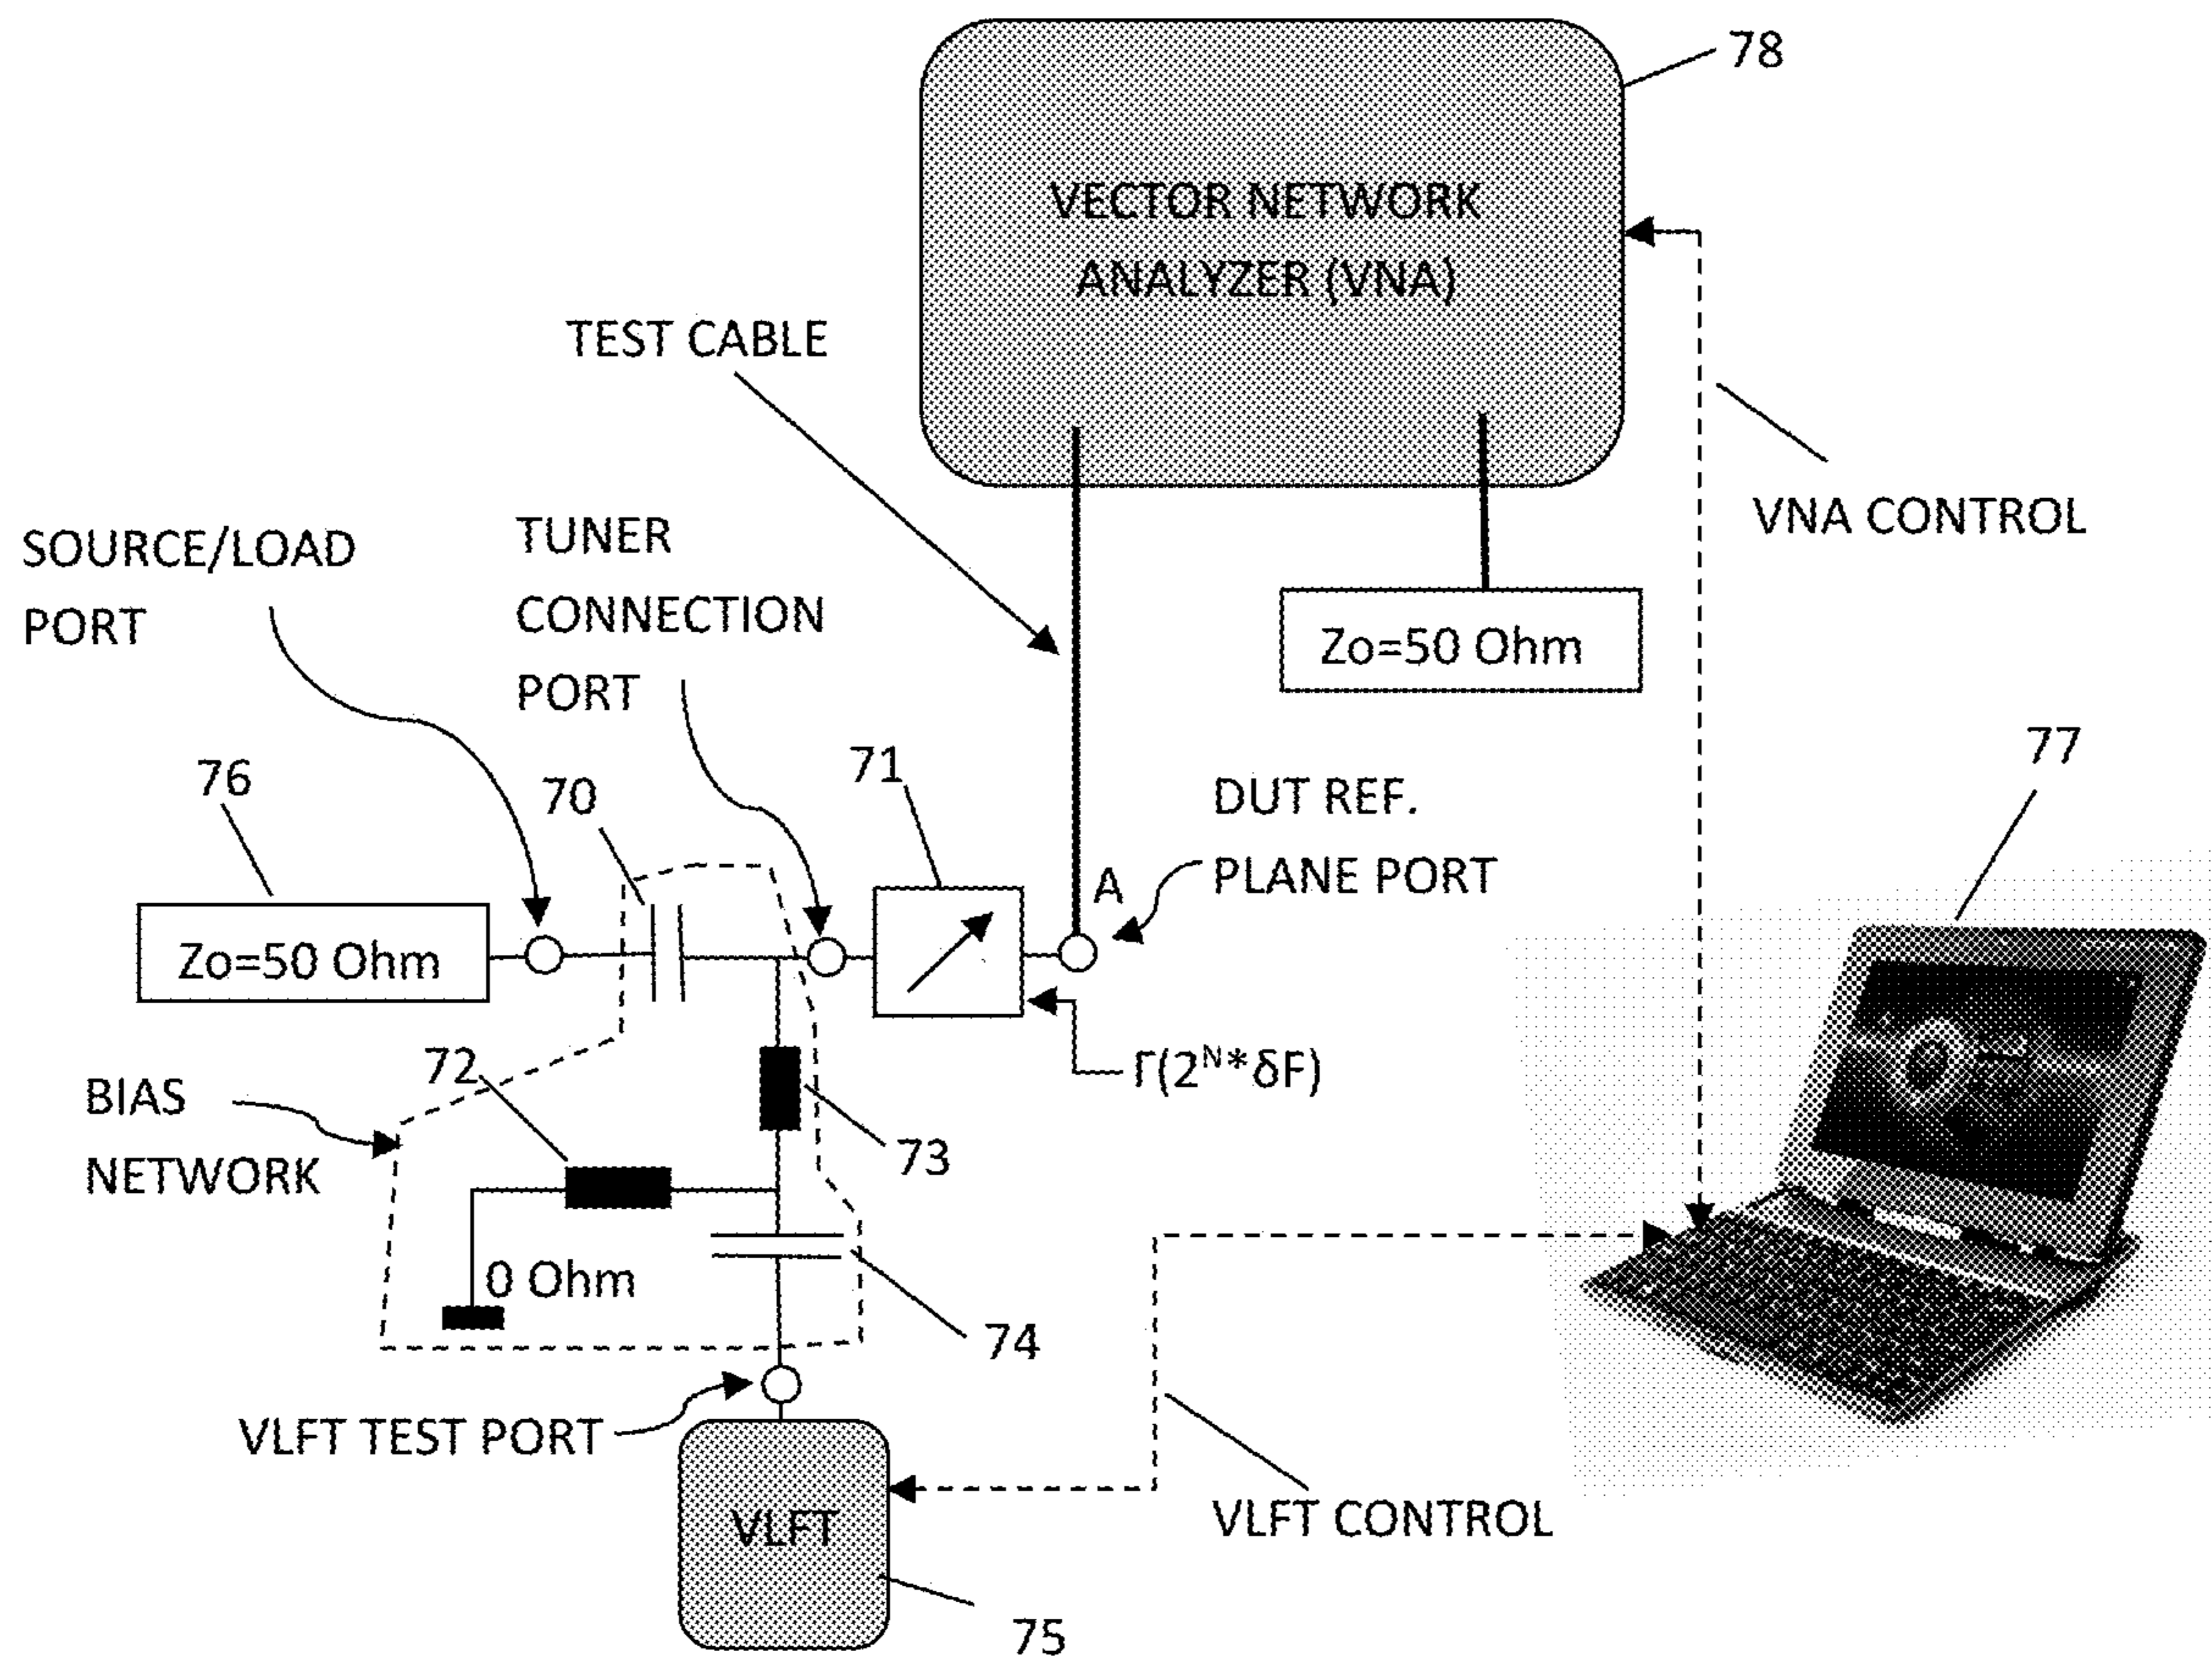 78
VECTOR NETWORK
ANALYZER (VNA)
TEST CABLE
VNA CONTROL
SOURCE/LOAD
PORT
TUNER
CONNECTION
PORT
Zo=50 Ohm
77
76
70
71
DUT REF.
PLANE PORT
A
Zo=50 Ohm
Γ(2ᴺ*δF)
72
BIAS
NETWORK
73
0 Ohm
74
VLFT TEST PORT
VLFT
VLFT CONTROL
75